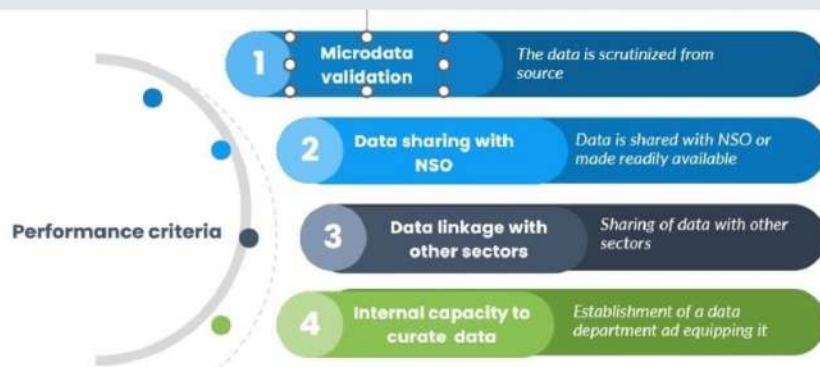 Performance criteria
1
Microdata
validation
The data is scrutinized from
source
2
Data sharing with
NSO
Data is shared with NSO or
made readily available
3
Data linkage with
other sectors
Sharing of data with other
sectors
4
Internal capacity to
curate data
Establishment of a data
department ad equipping it